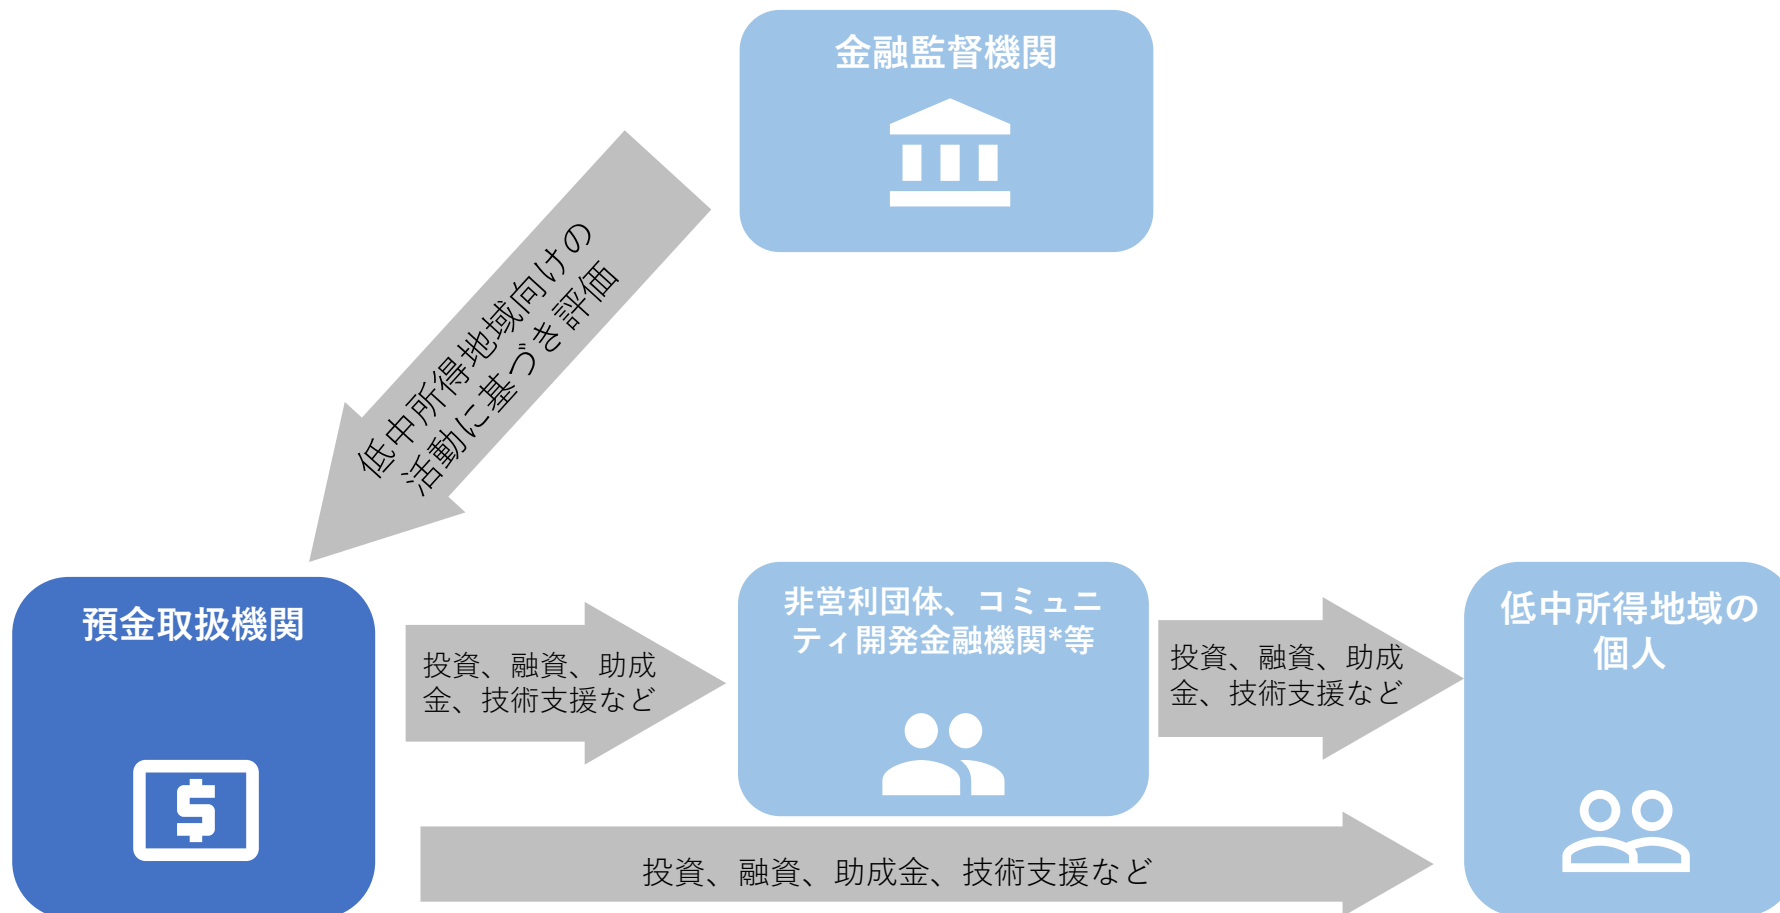 金融監督機関
低中所得地域向けの
活動に基づき評価
預金取扱機関
投資、融資、助成
金、技術支援など
非営利団体、コミュニ
ティ開発金融機関*等
投資、融資、助成
金、技術支援など
低中所得地域の
個人
投資、融資、助成金、技術支援など